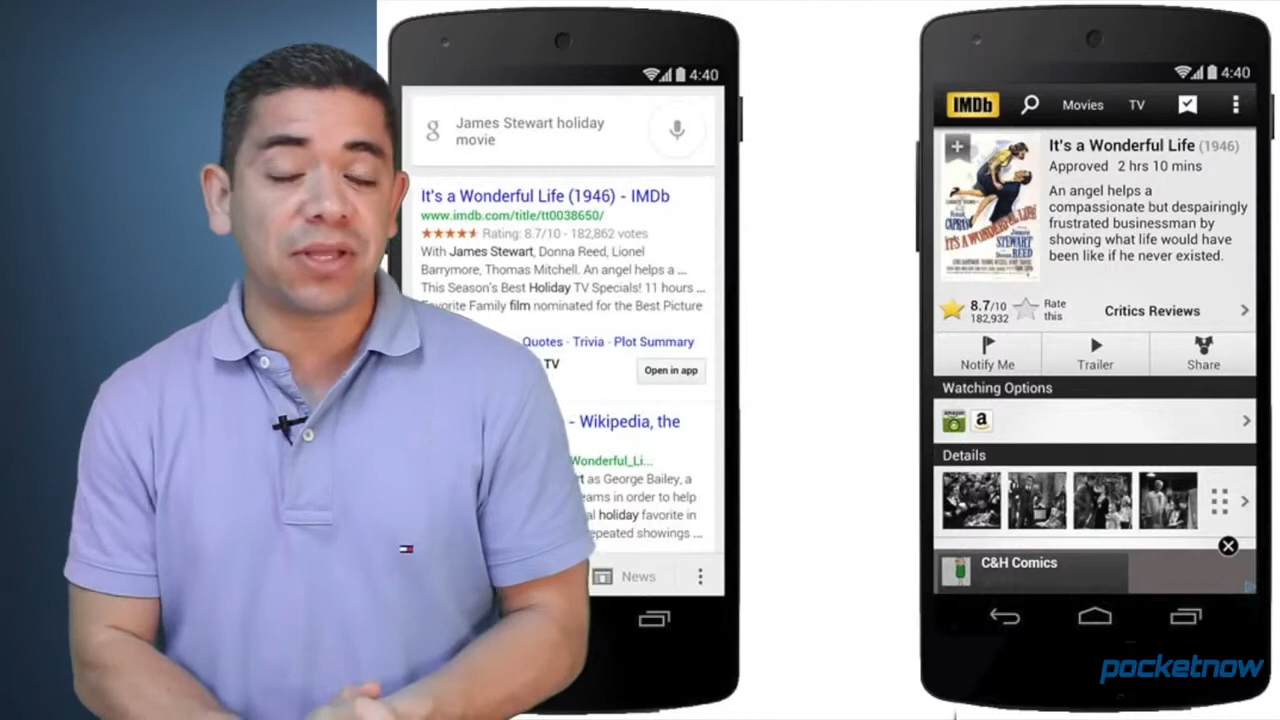 4:40
g
James Stewart holiday
movie
It's a Wonderful Life (1946) - IMDb
www.imdb.com/title/tt0038650/
Rating: 8.7/10 - 182,862 votes
With James Stewart, Donna Reed, Lionel
Barrymore, Thomas Mitchell. An angel helps a ...
This Season's Best Holiday TV Specials! 11 hours ...
Favorite Family film nominated for the Best Picture
Quotes · Trivia · Plot Summary
TV
Open in app
- Wikipedia, the
Wonderful_Li...
as George Bailey, a
in order to help
holiday favorite in
repeated showings ...
News
4:40
IMDb
Movies
TV
It's a Wonderful Life (1946)
Approved 2 hrs 10 mins
An angel helps a
compassionate but despairingly
frustrated businessman by
showing what life would have
been like if he never existed.
IT'S A WONDERFUL LIFE
JAMES
STEWART
DONNA
REED
8.7/10
182,932
Rate
this
Critics Reviews
Notify Me
Trailer
Share
Watching Options
amazon
a
Details
C&H Comics
pocketnow